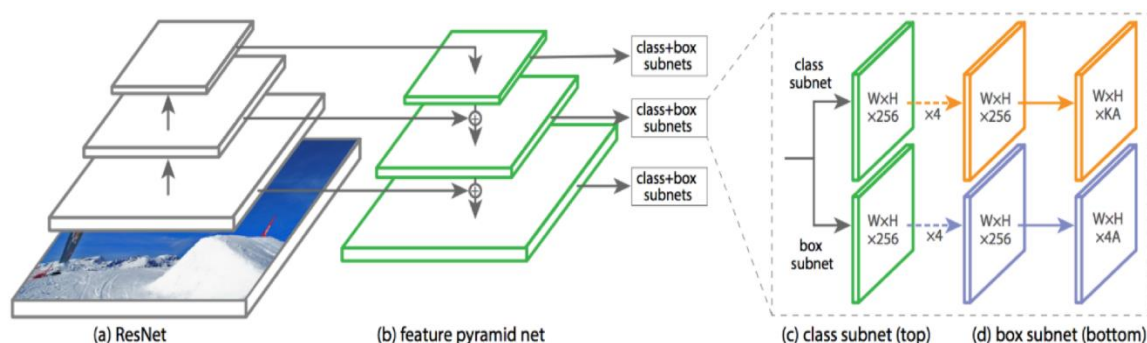 class+box
subnets
class+box
subnets
class+box
subnets
class
subnet
W×H
×256
×4
W×H
×256
W×H
×KA
box
subnet
W×H
×256
×4
W×H
×256
W×H
×4A
(a) ResNet
(b) feature pyramid net
(c) class subnet (top)
(d) box subnet (bottom)